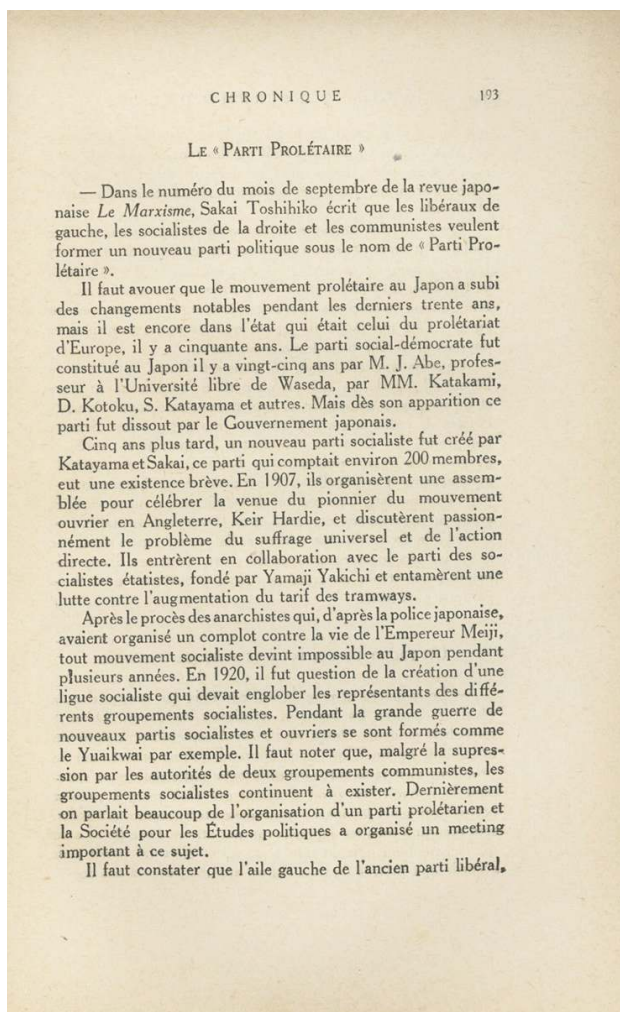 CHRONIQUE 193
LE « PARTI PROLÉTAIRE »
— Dans le numéro du mois de septembre de la revue japo-
naise Le Marxisme, Sakai Toshihiko écrit que les libéraux de
gauche, les socialistes de la droite et les communistes veulent
former un nouveau parti politique sous le nom de « Parti Pro-
létaire ».
Il faut avouer que le mouvement prolétaire au Japon a subi
des changements notables pendant les derniers trente ans,
mais il est encore dans l'état qui était celui du prolétariat
d'Europe, il y a cinquante ans. Le parti social-démocrate fut
constitué au Japon il y a vingt-cinq ans par M. J. Abe, profes-
seur à l'Université libre de Waseda, par MM. Katakami,
D. Kotoku, S. Katayama et autres. Mais dès son apparition ce
parti fut dissout par le Gouvernement japonais.
Cinq ans plus tard, un nouveau parti socialiste fut créé par
Katayama et Sakai, ce parti qui comptait environ 200 membres,
eut une existence brève. En 1907, ils organisèrent une assem-
blée pour célébrer la venue du pionnier du mouvement
ouvrier en Angleterre, Keir Hardie, et discutèrent passion-
nément le problème du suffrage universel et de l'action
directe. Ils entrèrent en collaboration avec le parti des so-
cialistes étatistes, fondé par Yamaji Yakichi et entamèrent une
lutte contre l'augmentation du tarif des tramways.
Après le procès des anarchistes qui, d'après la police japonaise,
avaient organisé un complot contre la vie de l'Empereur Meiji,
tout mouvement socialiste devint impossible au Japon pendant
plusieurs années. En 1920, il fut question de la création d'une
ligue socialiste qui devait englober les représentants des diffé-
rents groupements socialistes. Pendant la grande guerre de
nouveaux partis socialistes et ouvriers se sont formés comme
le Yuaikwai par exemple. Il faut noter que, malgré la supres-
sion par les autorités de deux groupements communistes, les
groupements socialistes continuent à exister. Dernièrement
on parlait beaucoup de l'organisation d'un parti prolétarien et
la Société pour les Études politiques a organisé un meeting
important à ce sujet.
Il faut constater que l'aile gauche de l'ancien parti libéral,